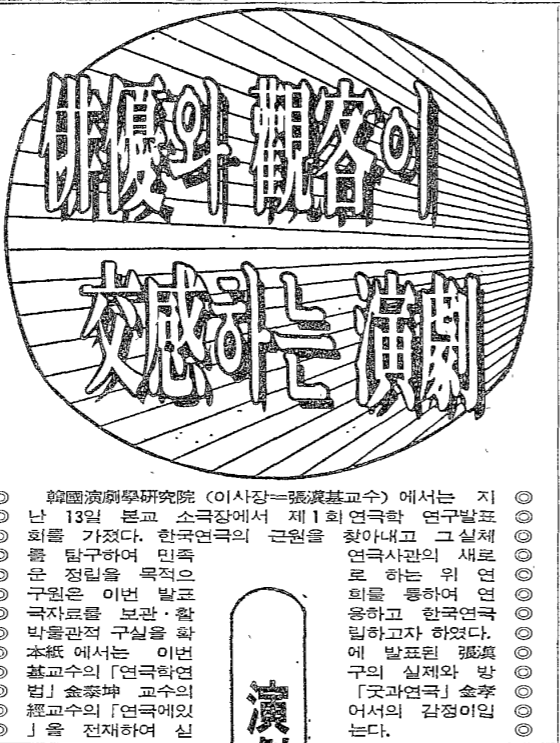 俳優와 觀客이
交感하는 演劇
韓國演劇學硏究院 (이사장=張漢基교수) 에서는 지
난 13일 본교 소극장에서 제1회 연극학 연구발표
회를 가졌다. 한국연극의 근원을 찾아내고 그 실체
를 탐구하여 민족 연극사관의 새로
운 정립을 목적으 로 하는 위 연
구원은 이번 발표 회를 통하여 연
극자료를 보관·활 용하고 한국연극
박물관적 구실을 확 립하고자 하였다.
本紙에서는 이번 에 발표된 張漢
基교수의 「연극학연 구의 실제와 방
법」 金泰坤 교수의 「굿과연극」 金孝
經교수의 「연극에있 어서의 감정이입
」을 전재하여 싣 는다.
演